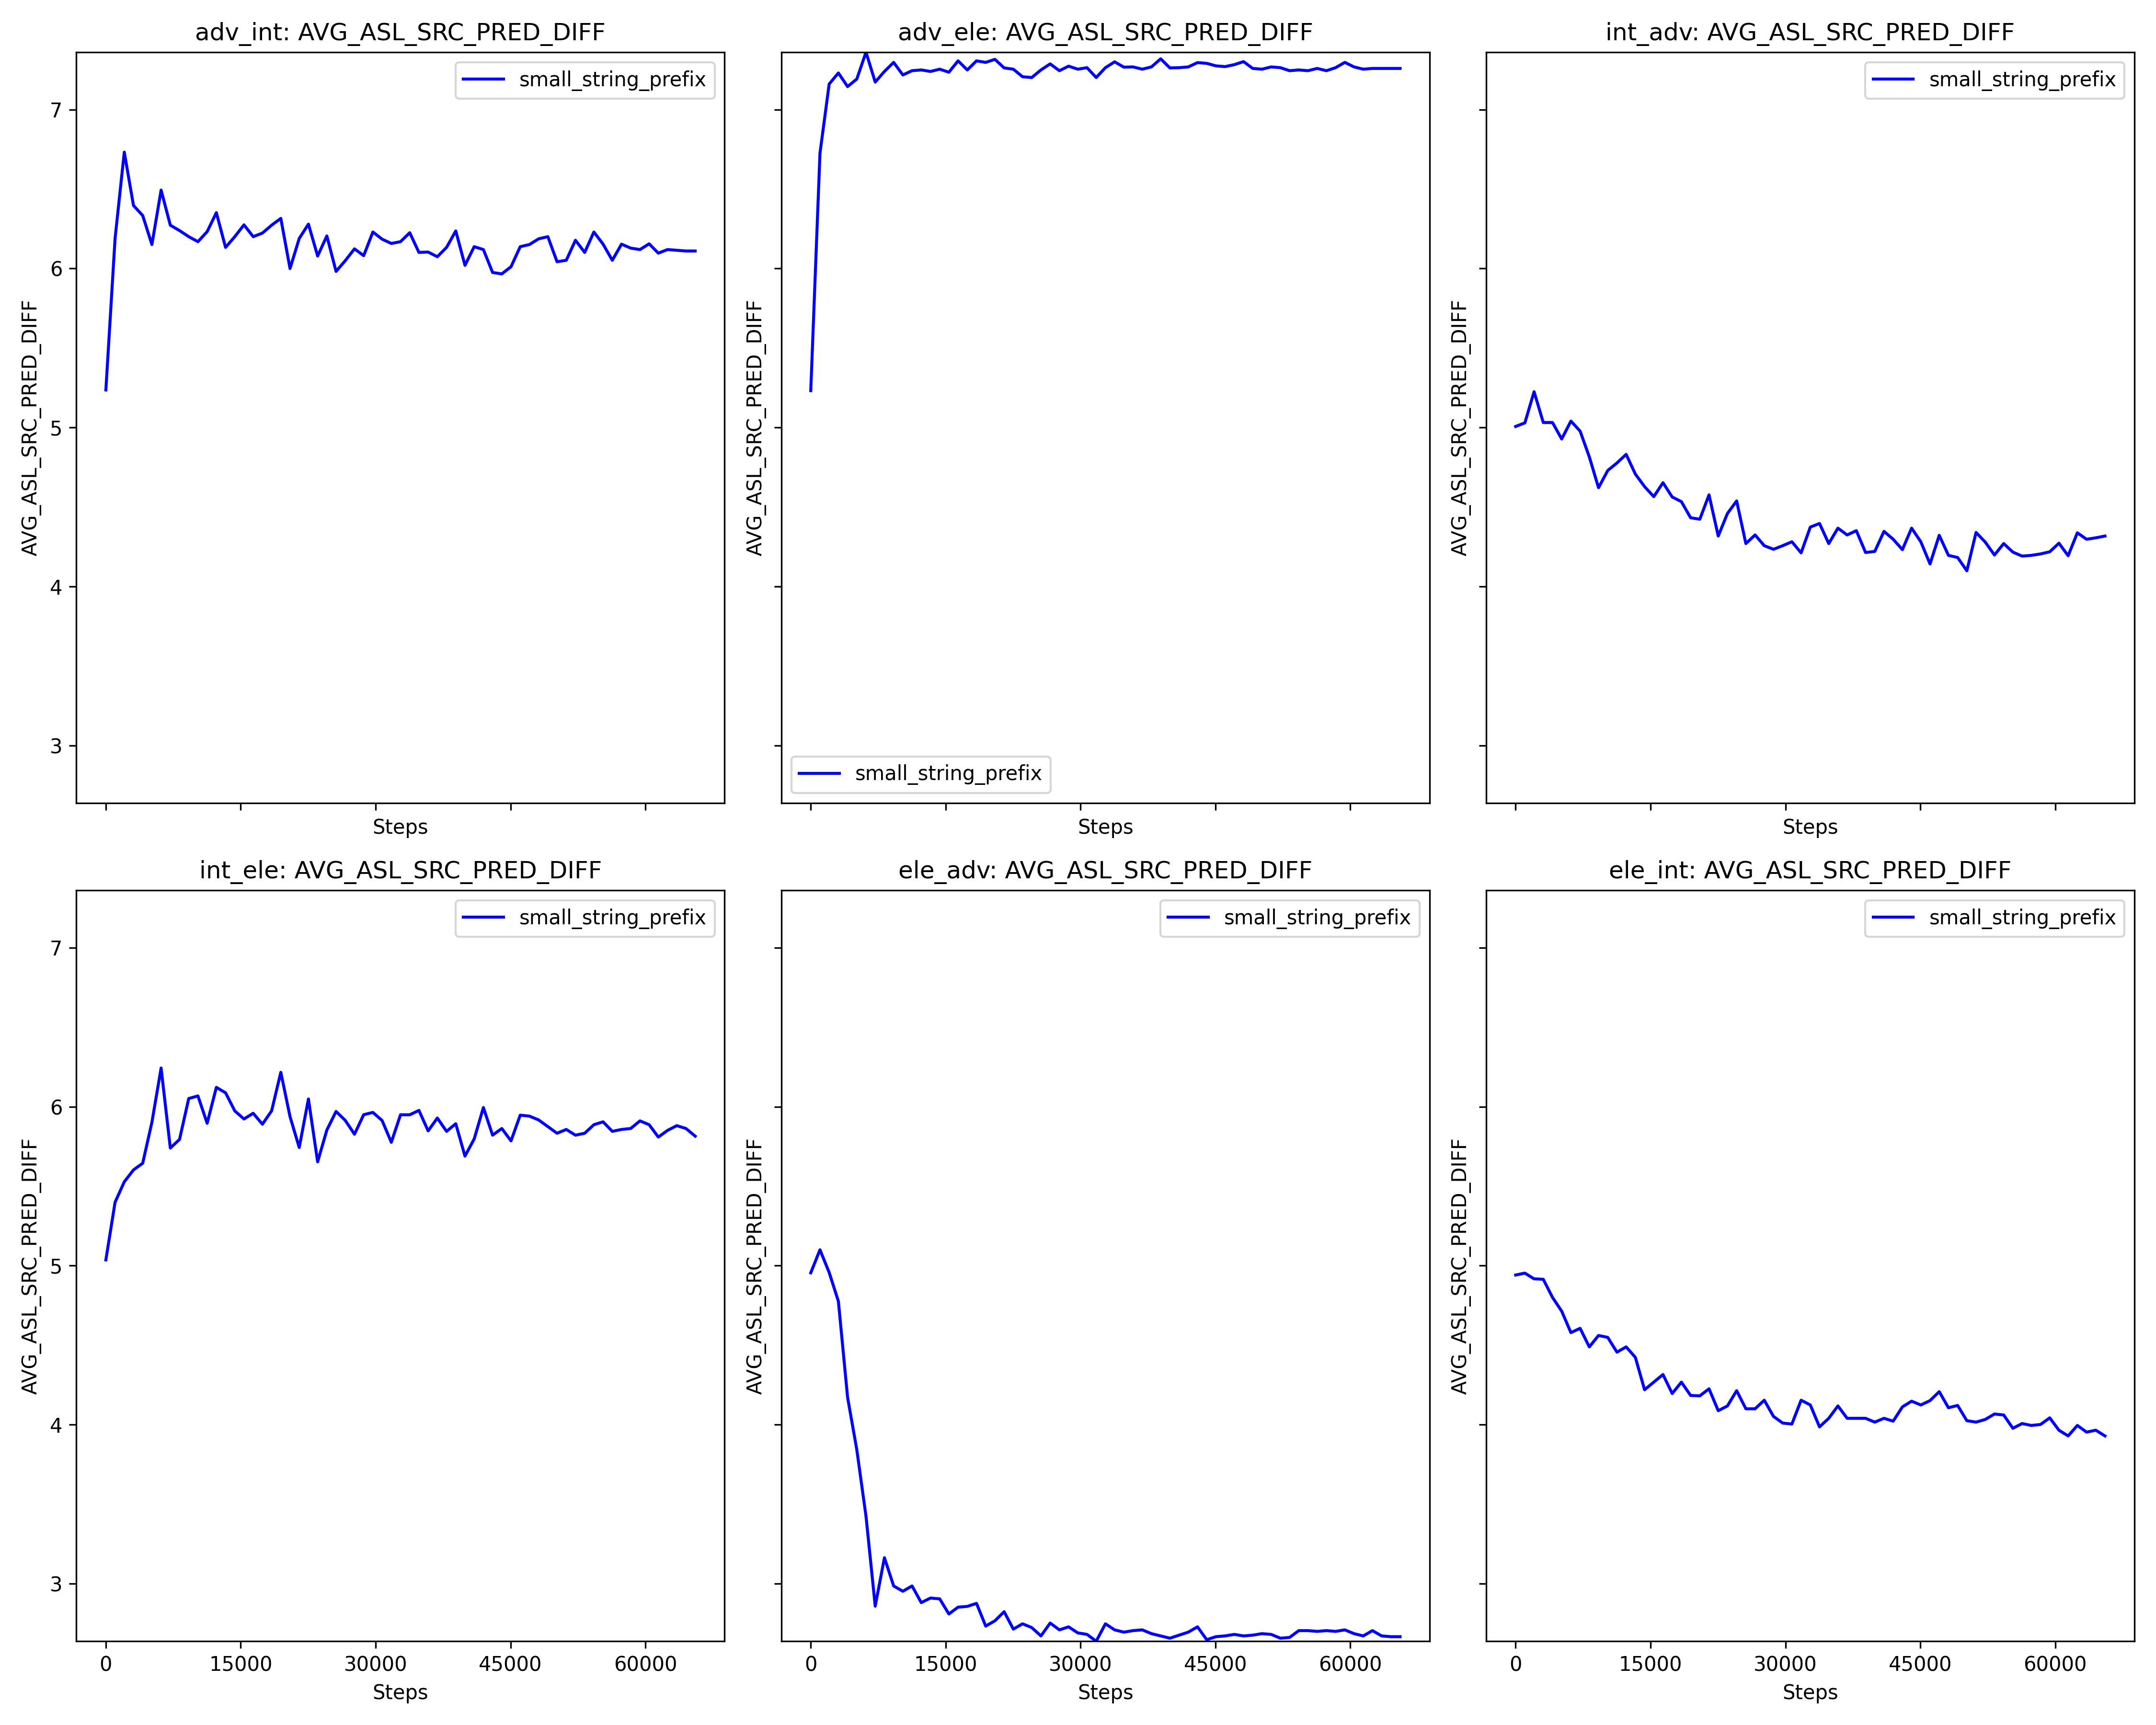 adv_int: AVG_ASL_SRC_PRED_DIFF
small_string_prefix
7
6
5
4
3
AVG_ASL_SRC_PRED_DIFF
Steps
adv_ele: AVG_ASL_SRC_PRED_DIFF
small_string_prefix
AVG_ASL_SRC_PRED_DIFF
Steps
int_adv: AVG_ASL_SRC_PRED_DIFF
small_string_prefix
AVG_ASL_SRC_PRED_DIFF
Steps
int_ele: AVG_ASL_SRC_PRED_DIFF
small_string_prefix
7
6
5
4
3
AVG_ASL_SRC_PRED_DIFF
0 15000 30000 45000 60000
Steps
ele_adv: AVG_ASL_SRC_PRED_DIFF
small_string_prefix
AVG_ASL_SRC_PRED_DIFF
0 15000 30000 45000 60000
Steps
ele_int: AVG_ASL_SRC_PRED_DIFF
small_string_prefix
AVG_ASL_SRC_PRED_DIFF
0 15000 30000 45000 60000
Steps